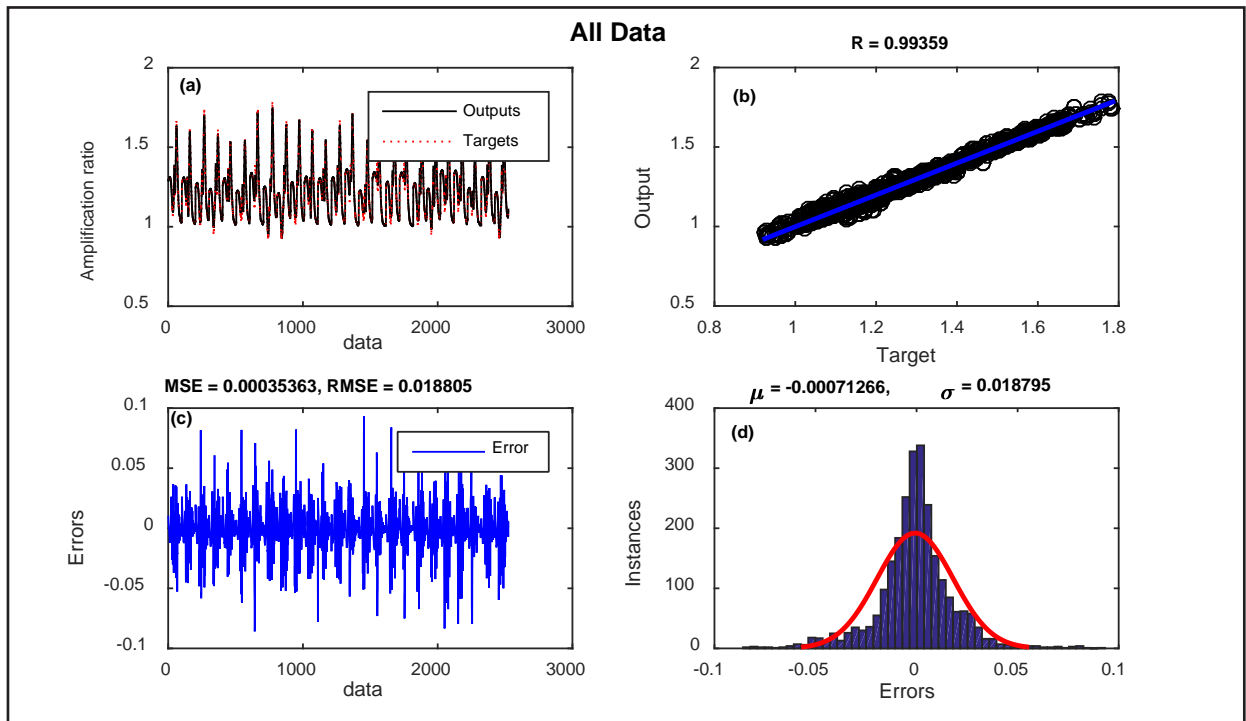 All Data
(a)
2
1.5
1
0.5
Amplification ratio
Outputs
Targets
0
1000
2000
3000
data
R = 0.99359
(b)
2
1.5
1
0.5
Output
0.8
1
1.2
1.4
1.6
1.8
Target
MSE = 0.00035363, RMSE = 0.018805
(c)
0.1
0.05
0
-0.05
-0.1
Errors
Error
0
1000
2000
3000
data
μ = -0.00071266, σ = 0.018795
(d)
400
300
200
100
0
Instances
-0.1
-0.05
0
0.05
0.1
Errors